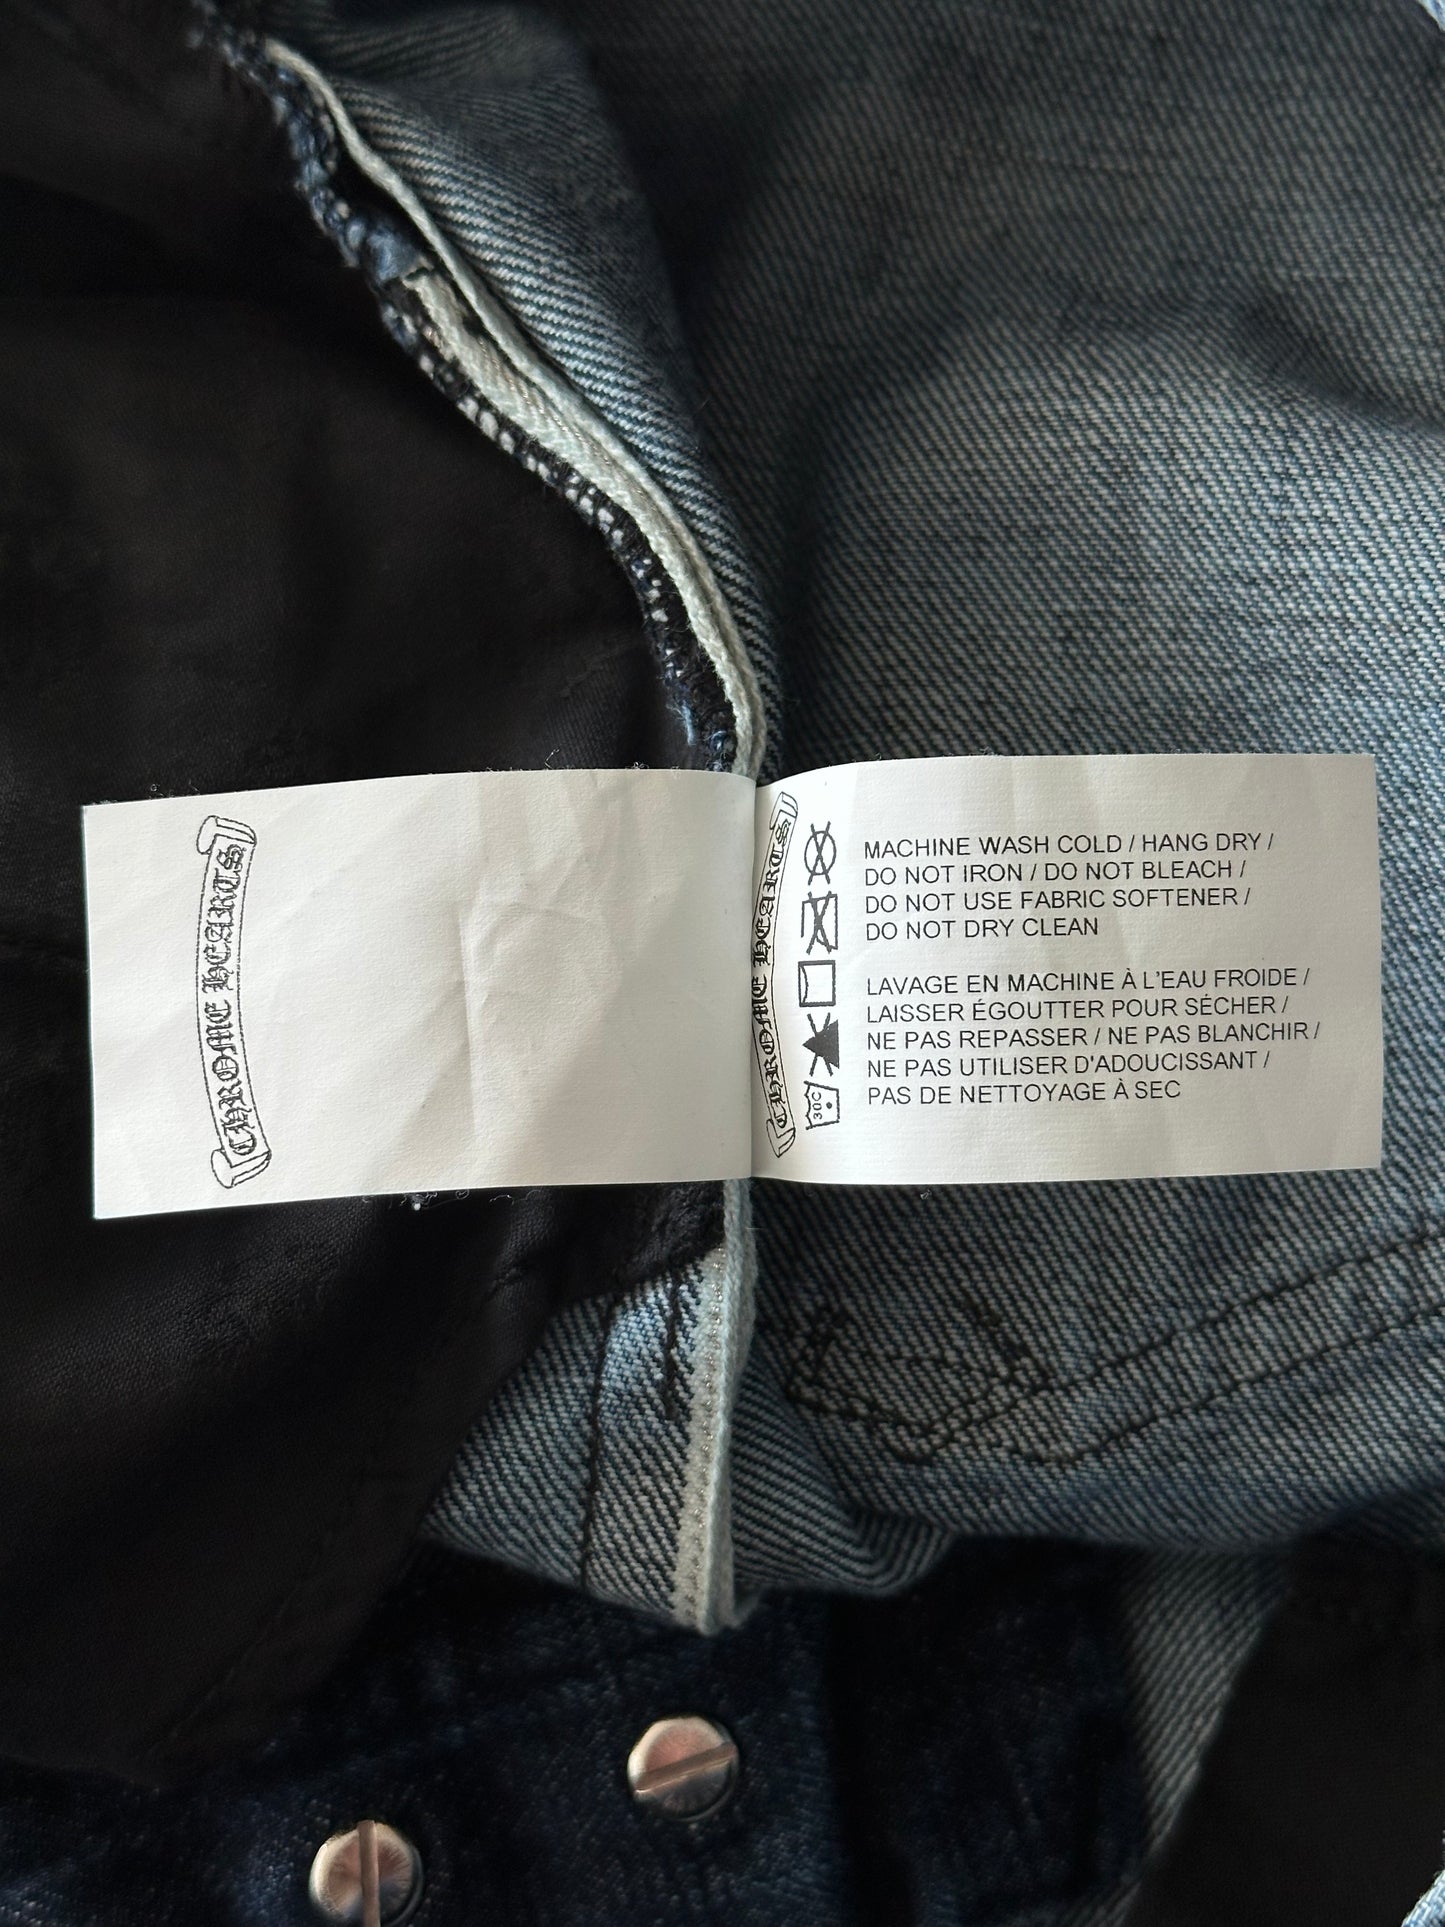 CHROME HEARTS
CHROME HEARTS
MACHINE WASH COLD / HANG DRY /
DO NOT IRON / DO NOT BLEACH /
DO NOT USE FABRIC SOFTENER /
DO NOT DRY CLEAN
LAVAGE EN MACHINE À L'EAU FROIDE /
LAISSER ÉGOUTTER POUR SÉCHER /
NE PAS REPASSER / NE PAS BLANCHIR /
NE PAS UTILISER D'ADOUCISSANT /
PAS DE NETTOYAGE À SEC
30C